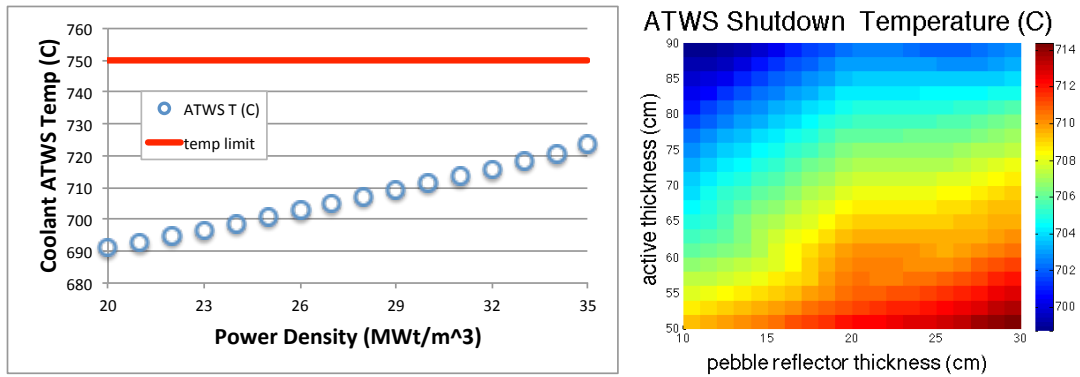 760
750
740
730
720
710
700
690
680
Coolant ATWS Temp (C)
ATWS T (C)
temp limit
20 23 26 29 32 35
Power Density (MWt/m^3)
ATWS Shutdown Temperature (C)
90
85
80
75
70
65
60
55
50
active thickness (cm)
10 15 20 25 30
pebble reflector thickness (cm)
714
712
710
708
706
704
702
700